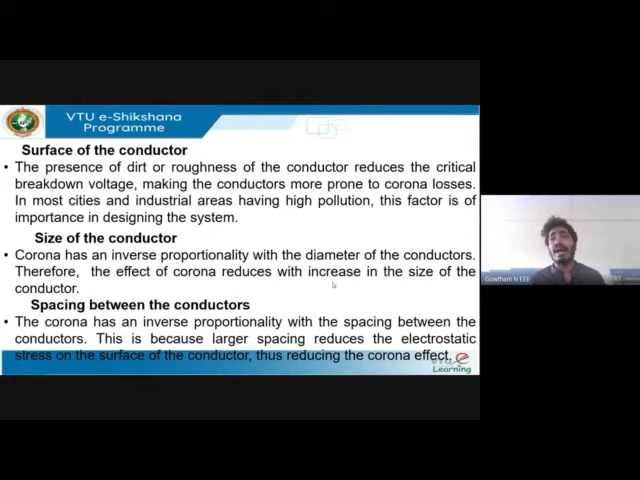 VTU e-Shikshana
Programme
Surface of the conductor
• The presence of dirt or roughness of the conductor reduces the critical
breakdown voltage, making the conductors more prone to corona losses.
In most cities and industrial areas having high pollution, this factor is of
importance in designing the system.
Size of the conductor
• Corona has an inverse proportionality with the diameter of the conductors.
Therefore, the effect of corona reduces with increase in the size of the
conductor.
Spacing between the conductors
• The corona has an inverse proportionality with the spacing between the
conductors. This is because larger spacing reduces the electrostatic
stress on the surface of the conductor, thus reducing the corona effect.
Learning
Gowtham N EEE